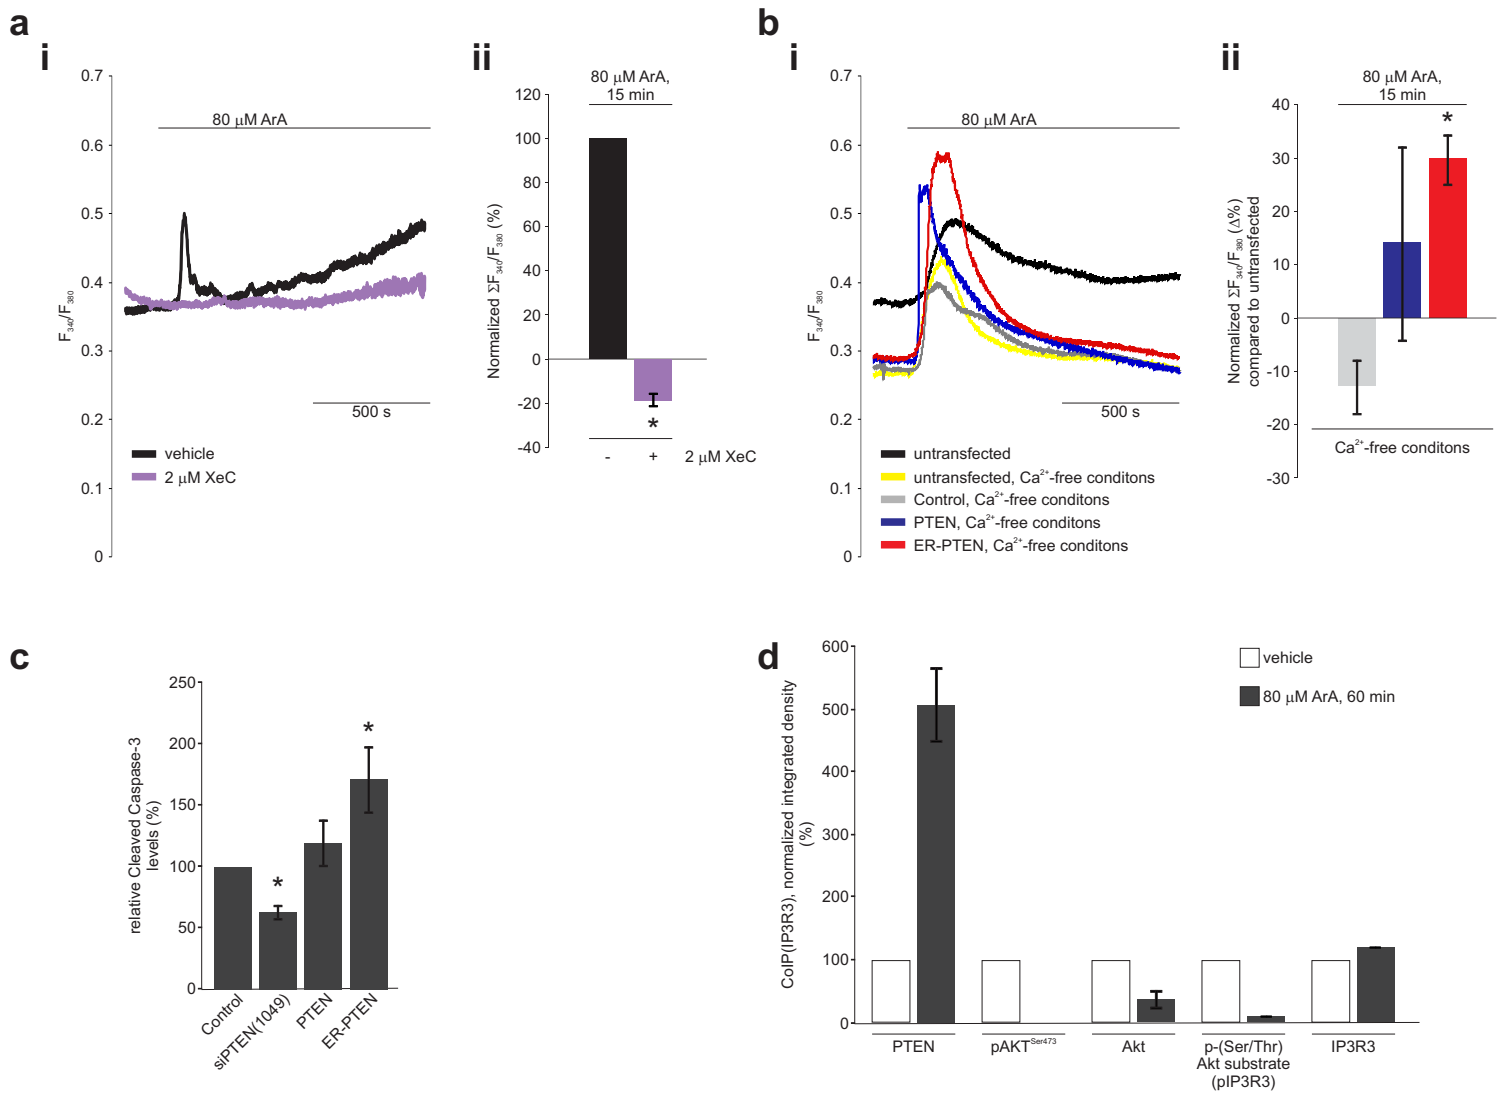 a
i
0.7
0.6
0.5
0.4
0.3
0.2
0.1
0
F340/F380
80 µM ArA
500 s
vehicle
2 µM XeC
ii
80 µM ArA,
15 min
120
100
80
60
40
20
0
-20
-40
Normalized ΣF340/F380 (%)
*
- + 2 µM XeC
b
i
0.7
0.6
0.5
0.4
0.3
0.2
0.1
0
F340/F380
80 µM ArA
500 s
untransfected
untransfected, Ca2+-free conditons
Control, Ca2+-free conditons
PTEN, Ca2+-free conditons
ER-PTEN, Ca2+-free conditons
ii
80 µM ArA,
15 min
40
30
20
10
0
-10
-20
-30
Normalized ΣF340/F380 (Δ%)
compared to untransfected
*
Ca2+-free conditons
c
250
200
150
100
50
0
relative Cleaved Caspase-3
levels (%)
*
*
Control
siPTEN(1049)
PTEN
ER-PTEN
d
600
500
400
300
200
100
0
CoIP(IP3R3), normalized integrated density
(%)
vehicle
80 µM ArA, 60 min
PTEN
pAKTSer473
Akt
p-(Ser/Thr)
Akt substrate
(pIP3R3)
IP3R3